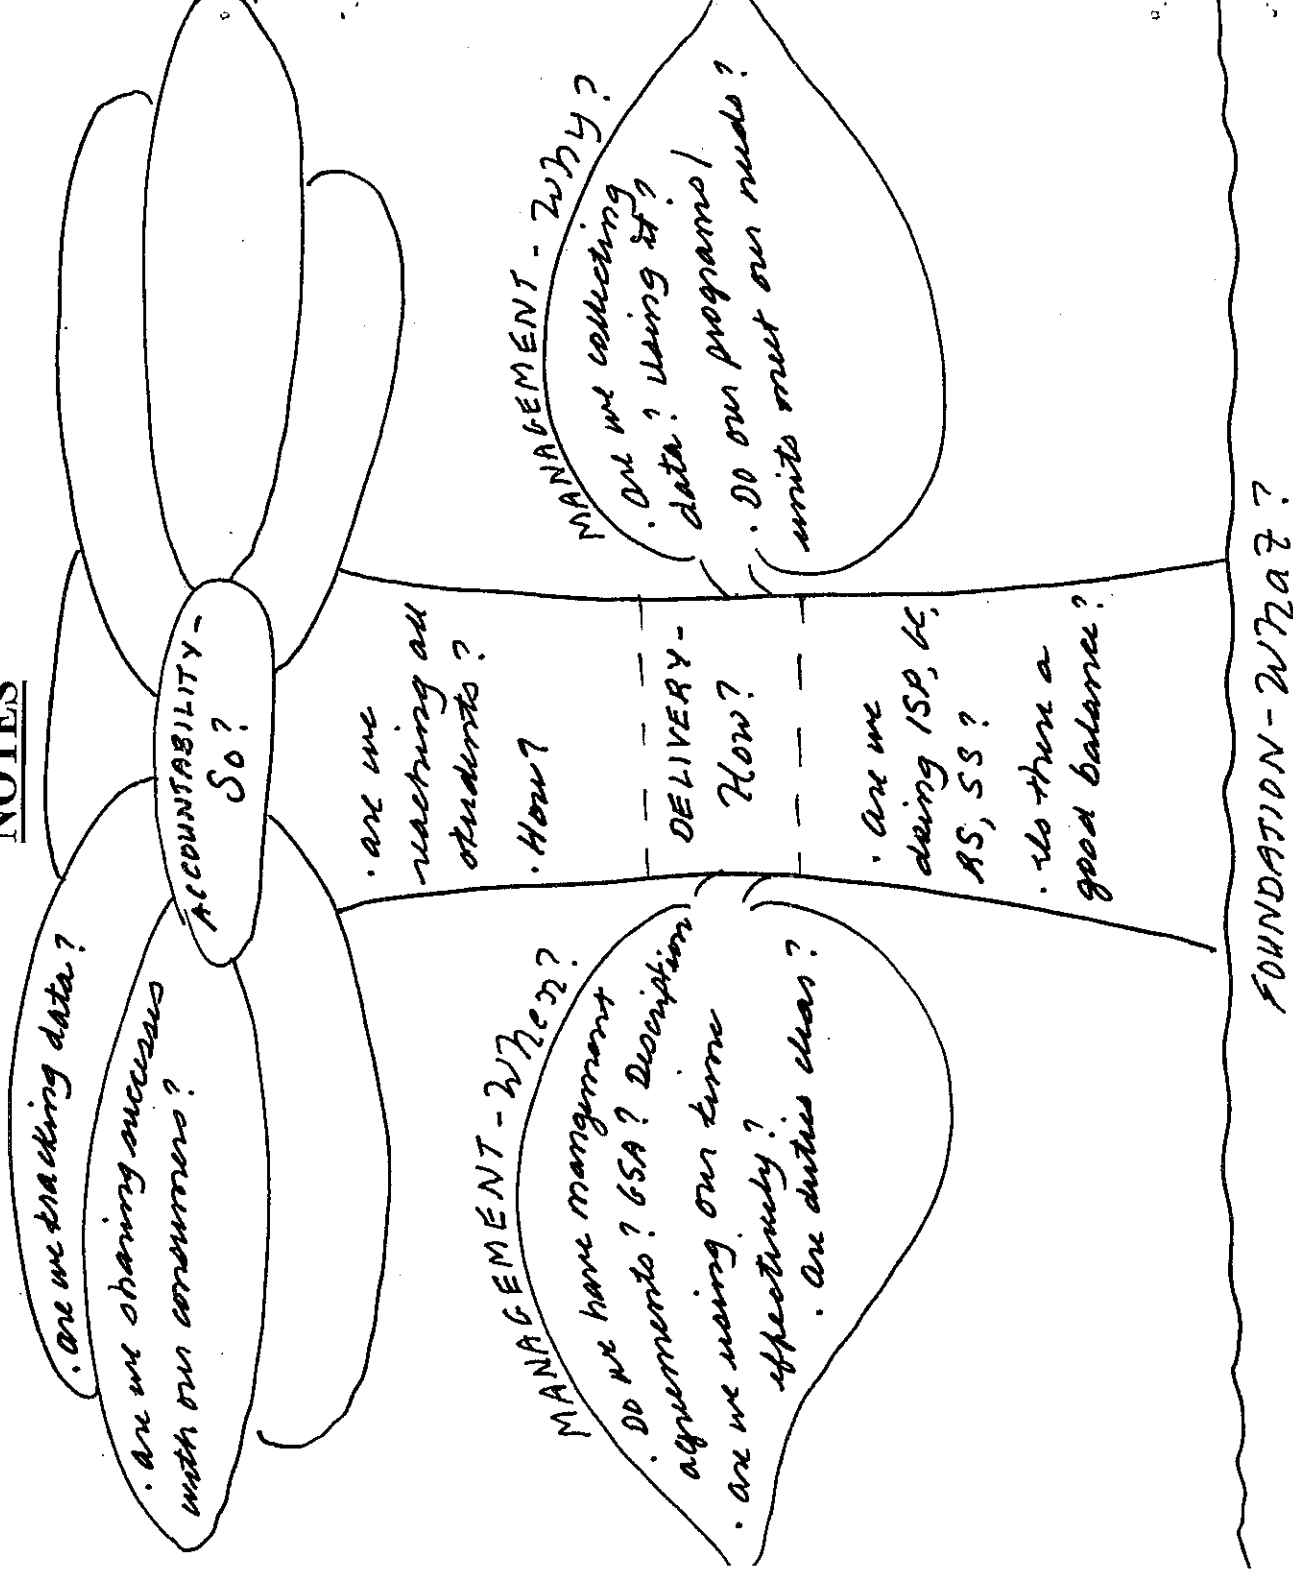 NOTES
. are we tracking data?
. are we sharing successes
with our consumers?
ACCOUNTABILITY-
So?
. are we
reaching all
students?
. How?
DELIVERY-
How?
. Are we
doing ISP, GC,
RS, SS?
. Is there a
good balance?
MANAGEMENT - When?
. Do we have mangement
agreements? GSA? Description
. are we using our time
effectively?
. are duties clear?
MANAGEMENT - Why?
. are we collecting
data? Using it?
. Do our programs/
units meet our needs?
FOUNDATION - What?